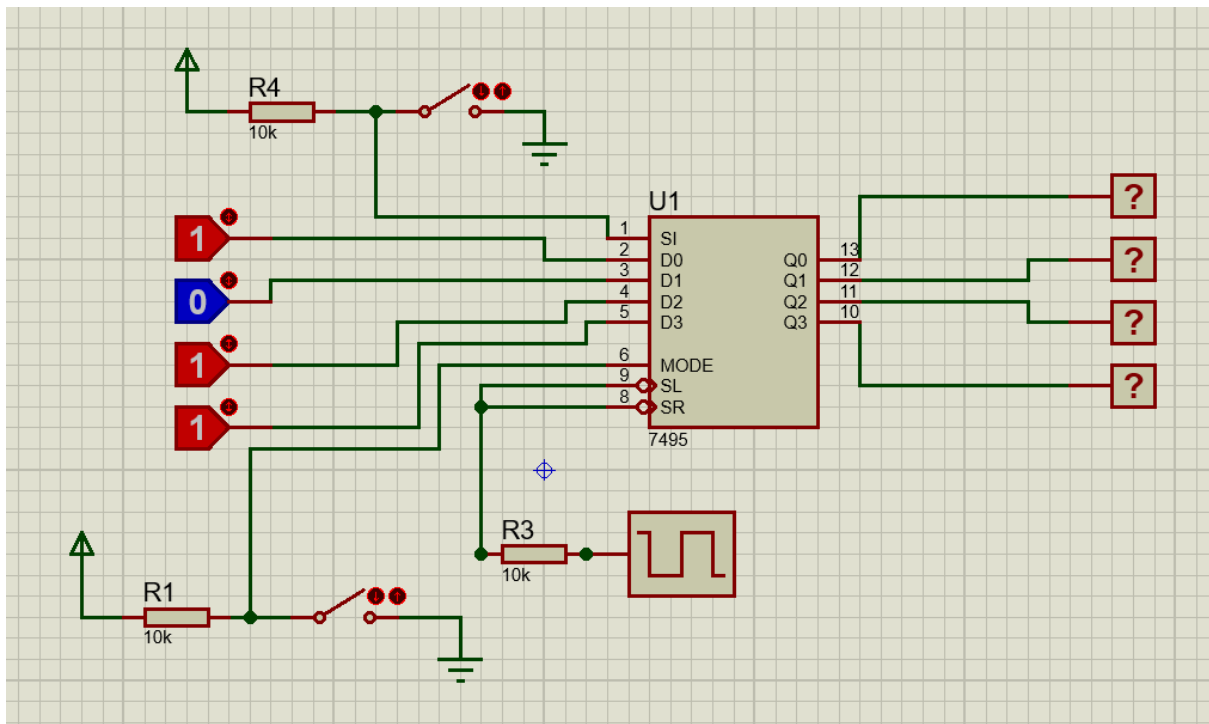 R4
10k
U1
1
0
1
1
1 SI
2 D0
3 D1
4 D2
5 D3
6 MODE
9 SL
8 SR
Q0 13
Q1 12
Q2 11
Q3 10
7495
?
?
?
?
R3
10k
R1
10k